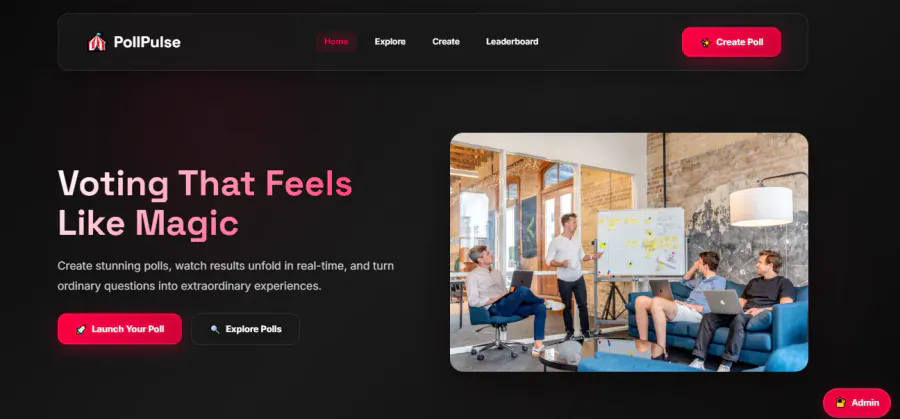 PollPulse
Home
Explore
Create
Leaderboard
Create Poll
Voting That Feels
Like Magic
Create stunning polls, watch results unfold in real-time, and turn
ordinary questions into extraordinary experiences.
Launch Your Poll
Explore Polls
Admin